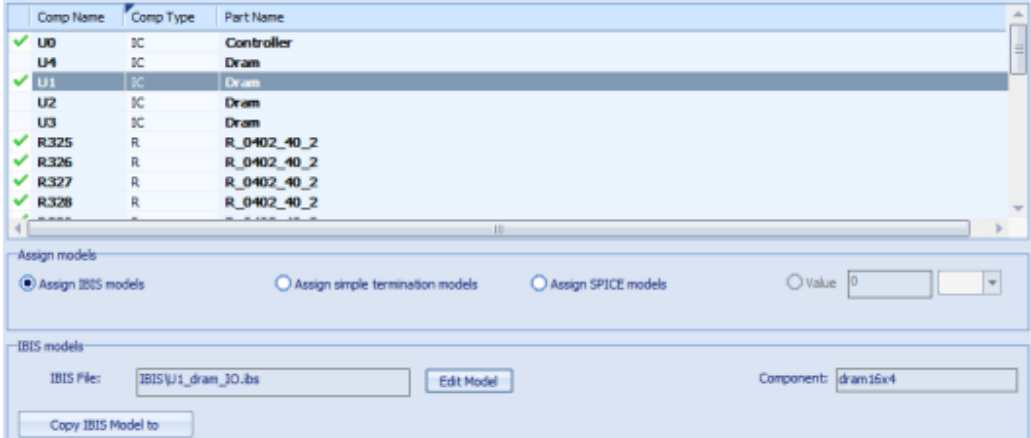 Comp Name Comp Type Part Name
U0 IC Controller
U4 IC Dram
U1 IC Dram
U2 IC Dram
U3 IC Dram
R325 R R_0402_40_2
R326 R R_0402_40_2
R327 R R_0402_40_2
R328 R R_0402_40_2
Assign models
Assign IBIS models Assign simple termination models Assign SPICE models Value 0
IBIS models
IBIS File: IBIS\U1_dram_IO.ibs Edit Model Component: dram16x4
Copy IBIS Model to